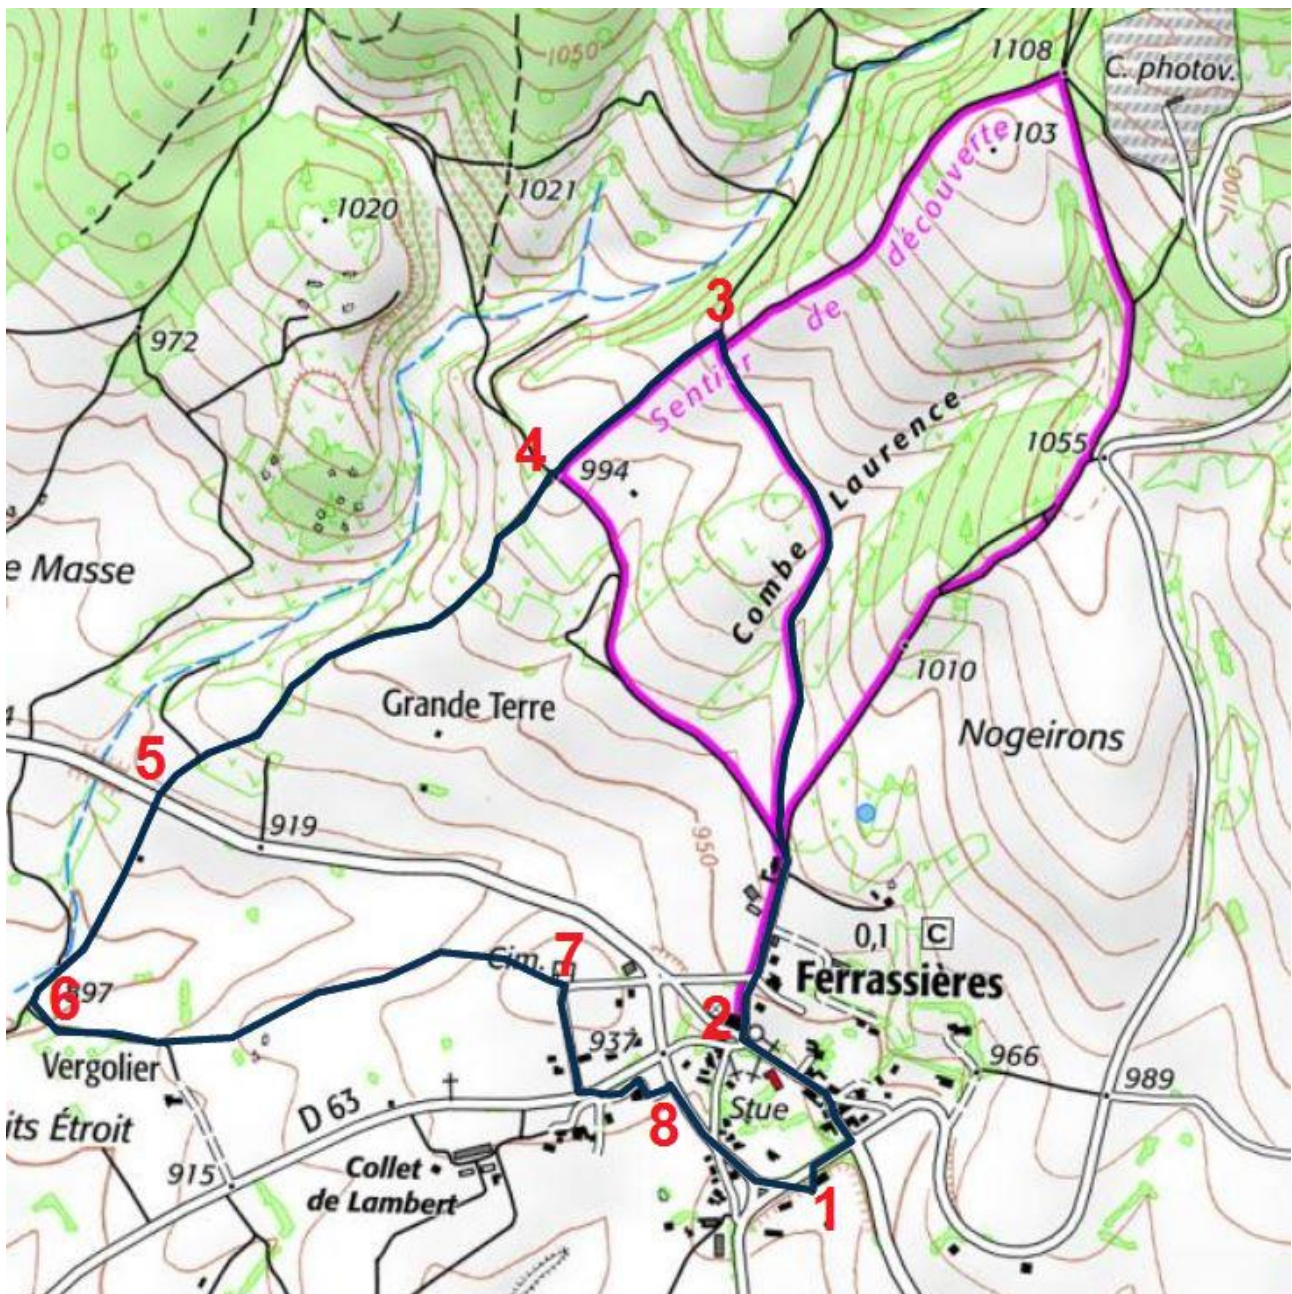 1050
1108
C. photov.
103
1021
1020
1100
972
3
Sentier de découverte
4
994
1055
Combe Laurence
e Masse
1010
Grande Terre
Nogeirons
5
919
950
0,1 C
Cim.
7
Ferrassières
6
897
2
937
966
989
Vergolier
D 63
Stue
8
its Étroit
915
Collet
de Lambert
1